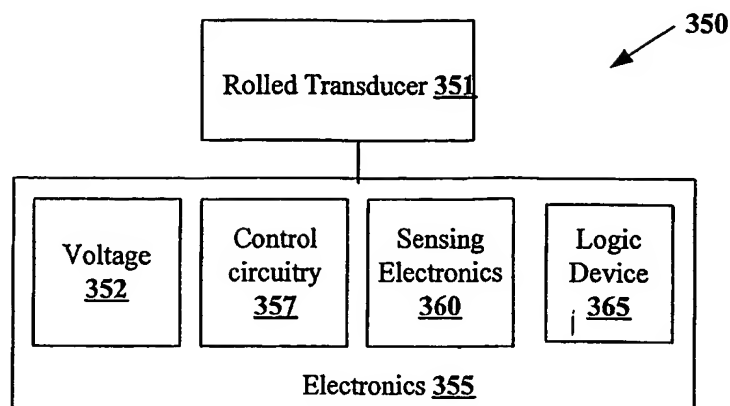 350
Rolled Transducer 351
Voltage
352
Control
circuitry
357
Sensing
Electronics
360
Logic
Device
365
Electronics 355